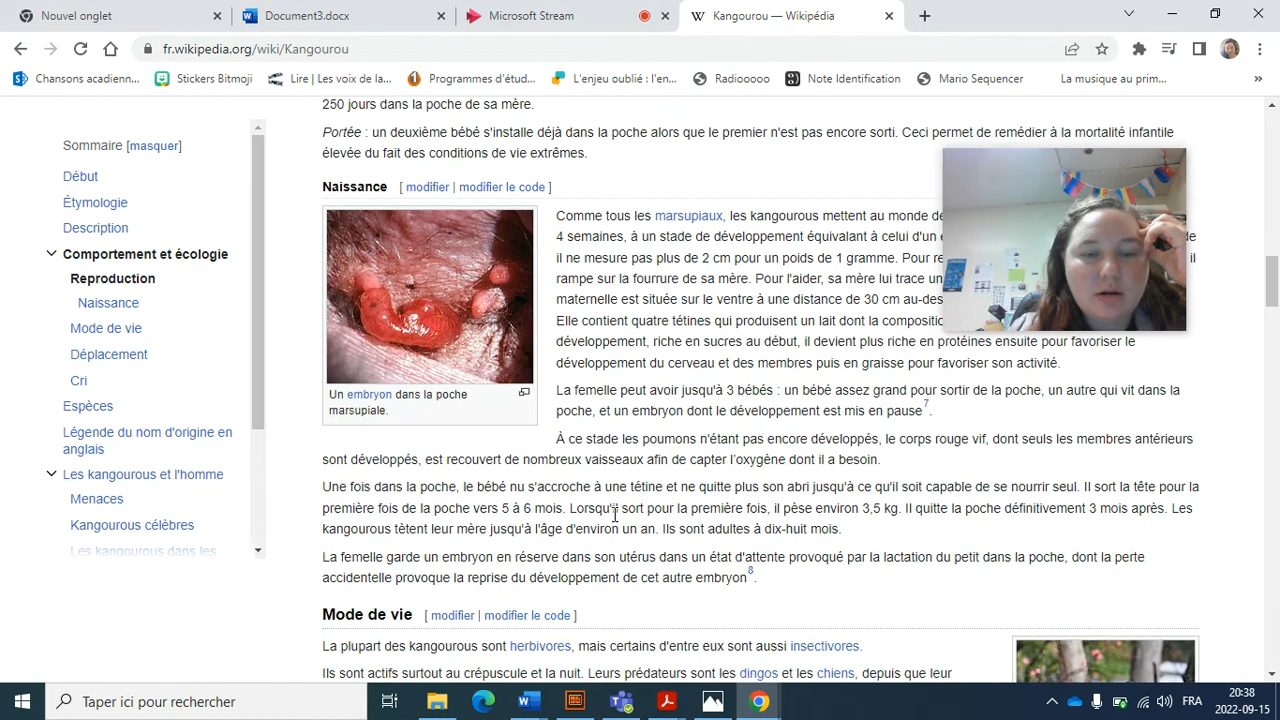 Nouvel onglet
Document3.docx
Microsoft Stream
Kangourou — Wikipédia
fr.wikipedia.org/wiki/Kangourou
Chansons acadienn...
Stickers Bitmoji
Lire | Les voix de la...
Programmes d'étud...
L'enjeu oublié : l'en...
Radiooooo
Note Identification
Mario Sequencer
La musique au prim...
Sommaire [masquer]
Début
Étymologie
Description
Comportement et écologie
Reproduction
Naissance
Mode de vie
Déplacement
Cri
Espèces
Légende du nom d'origine en
anglais
Les kangourous et l'homme
Menaces
Kangourous célèbres
Les kangourous dans les
250 jours dans la poche de sa mère.
Portée : un deuxième bébé s'installe déjà dans la poche alors que le premier n'est pas encore sorti. Ceci permet de remédier à la mortalité infantile
élevée du fait des conditions de vie extrêmes.
Naissance [ modifier | modifier le code ]
Un embryon dans la poche
marsupiale.
Comme tous les marsupiaux, les kangourous mettent au monde de
4 semaines, à un stade de développement équivalant à celui d'un
il ne mesure pas plus de 2 cm pour un poids de 1 gramme. Pour il
rampe sur la fourrure de sa mère. Pour l'aider, sa mère lui trace un
maternelle est située sur le ventre à une distance de 30 cm
Elle contient quatre tétines qui produisent un lait dont la
développement, riche en sucres au début, il devient plus riche en protéines ensuite pour favoriser le
développement du cerveau et des membres puis en graisse pour favoriser son activité.
La femelle peut avoir jusqu'à 3 bébés : un bébé assez grand pour sortir de la poche, un autre qui vit dans la
poche, et un embryon dont le développement est mis en pause7.
À ce stade les poumons n'étant pas encore développés, le corps rouge vif, dont seuls les membres antérieurs
sont développés, est recouvert de nombreux vaisseaux afin de capter l'oxygène dont il a besoin.
Une fois dans la poche, le bébé nu s'accroche à une tétine et ne quitte plus son abri jusqu'à ce qu'il soit capable de se nourrir seul. Il sort la tête pour la
première fois de la poche vers 5 à 6 mois. Lorsqu'il sort pour la première fois, il pèse environ 3,5 kg. Il quitte la poche définitivement 3 mois après. Les
kangourous tètent leur mère jusqu'à l'âge d'environ un an. Ils sont adultes à dix-huit mois.
La femelle garde un embryon en réserve dans son utérus dans un état d'attente provoqué par la lactation du petit dans la poche, dont la perte
accidentelle provoque la reprise du développement de cet autre embryon8.
Mode de vie [ modifier | modifier le code ]
La plupart des kangourous sont herbivores, mais certains d'entre eux sont aussi insectivores.
Ils sont actifs surtout au crépuscule et la nuit. Leurs prédateurs sont les dingos et les chiens, depuis que leur
Taper ici pour rechercher
FRA
20:38
2022-09-15